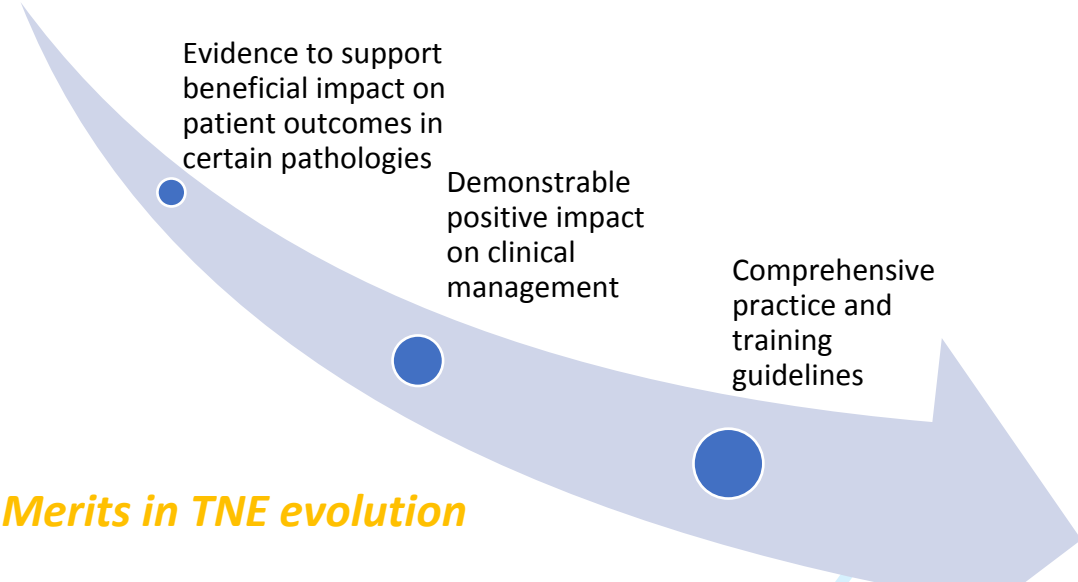 Evidence to support
beneficial impact on
patient outcomes in
certain pathologies
Demonstrable
positive impact
on clinical
management
Comprehensive
practice and
training
guidelines
Merits in TNE evolution